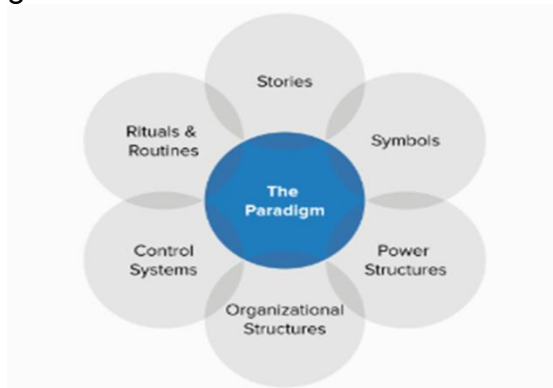 Stories
Rituals &
Routines
Symbols
The
Paradigm
Control
Systems
Power
Structures
Organizational
Structures